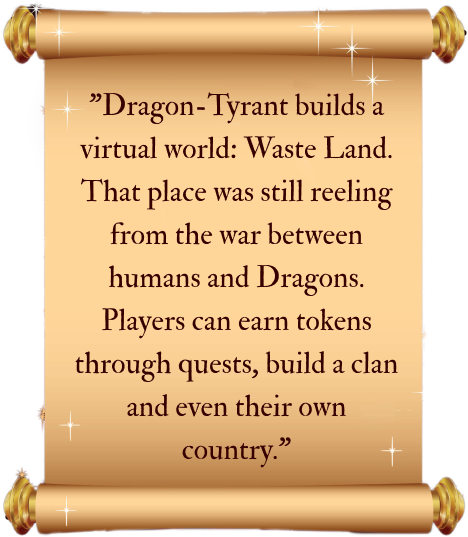 ”Dragon-Tyrant builds a
virtual world: Waste Land.
That place was still reeling
from the war between
humans and Dragons.
Players can earn tokens
through quests, build a clan
and even their own
country.”